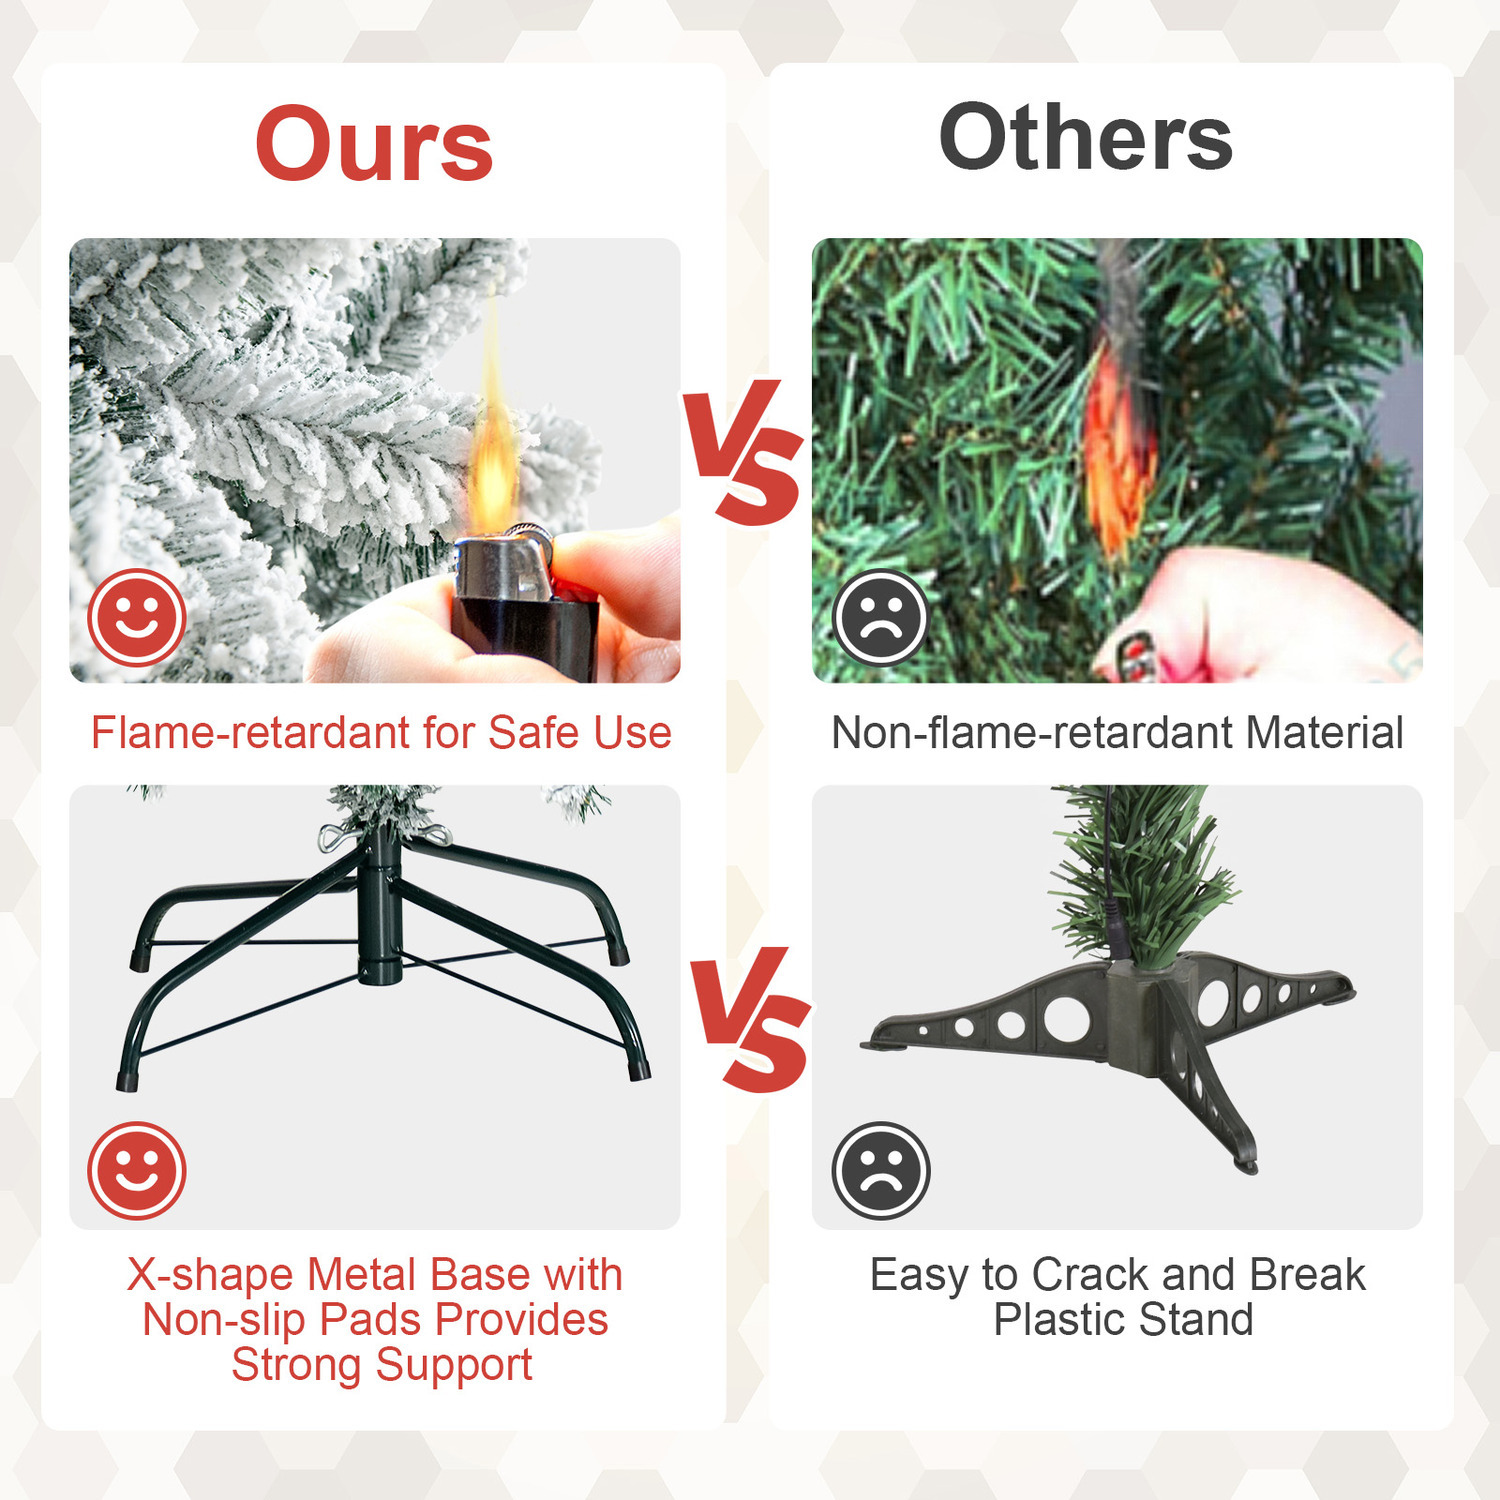 Ours
Others
VS
Flame-retardant for Safe Use
Non-flame-retardant Material
VS
X-shape Metal Base with
Non-slip Pads Provides
Strong Support
Easy to Crack and Break
Plastic Stand